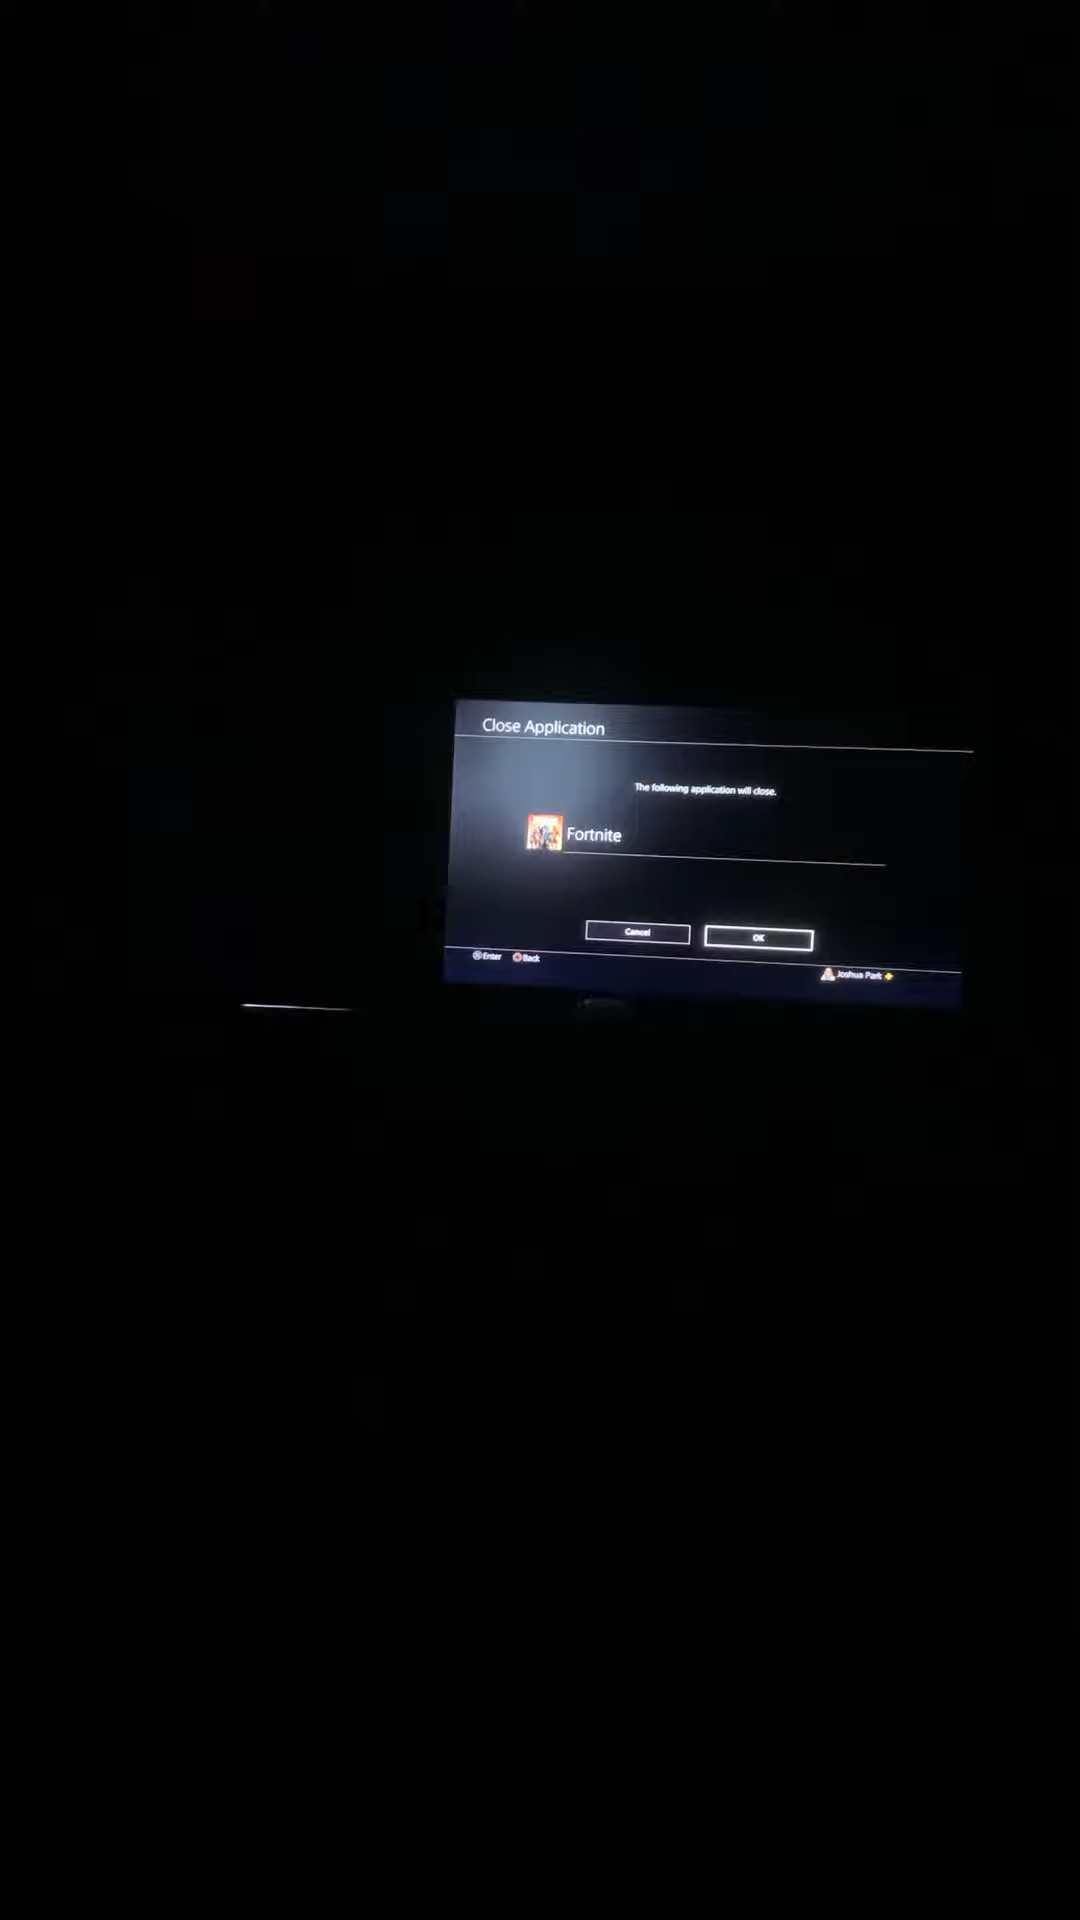 Close Application
The following application will close.
Fortnite
Cancel
OK
Enter
Back
Joshua Park